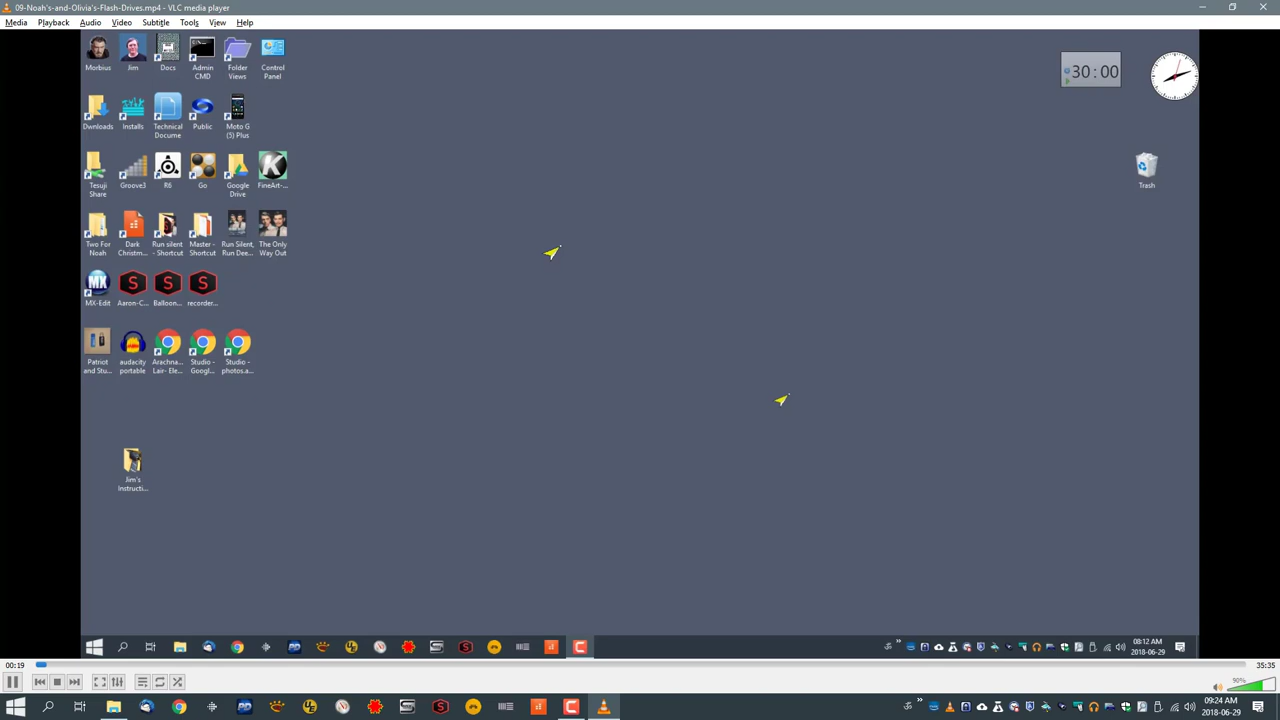 09-Noah's-and-Olivia's-Flash-Drives.mp4 - VLC media player
Media Playback Audio Video Subtitle Tools View Help
Morbius
Jim
Docs
Admin CMD
Folder Views
Control Panel
30:00
Dwnloads
Installs
Technical Docume
Public
Moto G (5) Plus
Tesuji Share
Groove3
R6
Go
Google Drive
FineArt-...
Trash
Two For Noah
Dark Christm...
Run silent - Shortcut
Master - Shortcut
Run Silent, Run Dee...
The Only Way Out
MX-Edit
Aaron-C...
Balloon...
recorder...
Patriot and Stu...
audacity portable
Arachna... Lair- Ele...
Studio - Googl...
Studio - photos.a...
Jim's Instructi...
08:12 AM
2018-06-29
00:19
35:35
90%
09:24 AM
2018-06-29